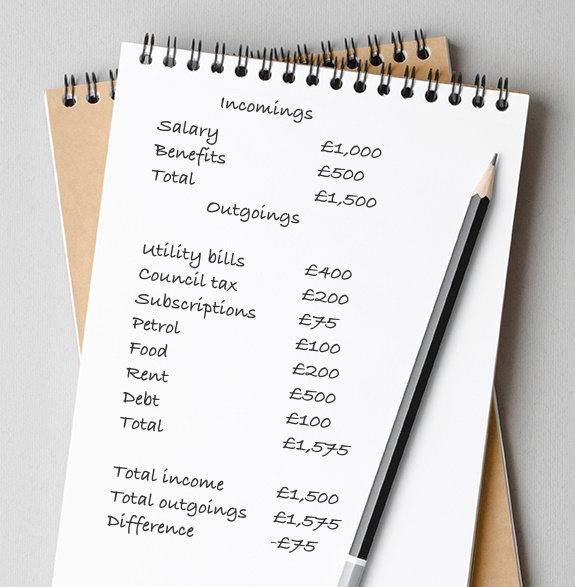 Incomings
Salary £1,000
Benefits £500
Total £1,500
Outgoings
Utility bills £400
Council tax £200
Subscriptions £75
Petrol £100
Food £200
Rent £500
Debt £100
Total £1,575
Total income £1,500
Total outgoings £1,575
Difference -£75